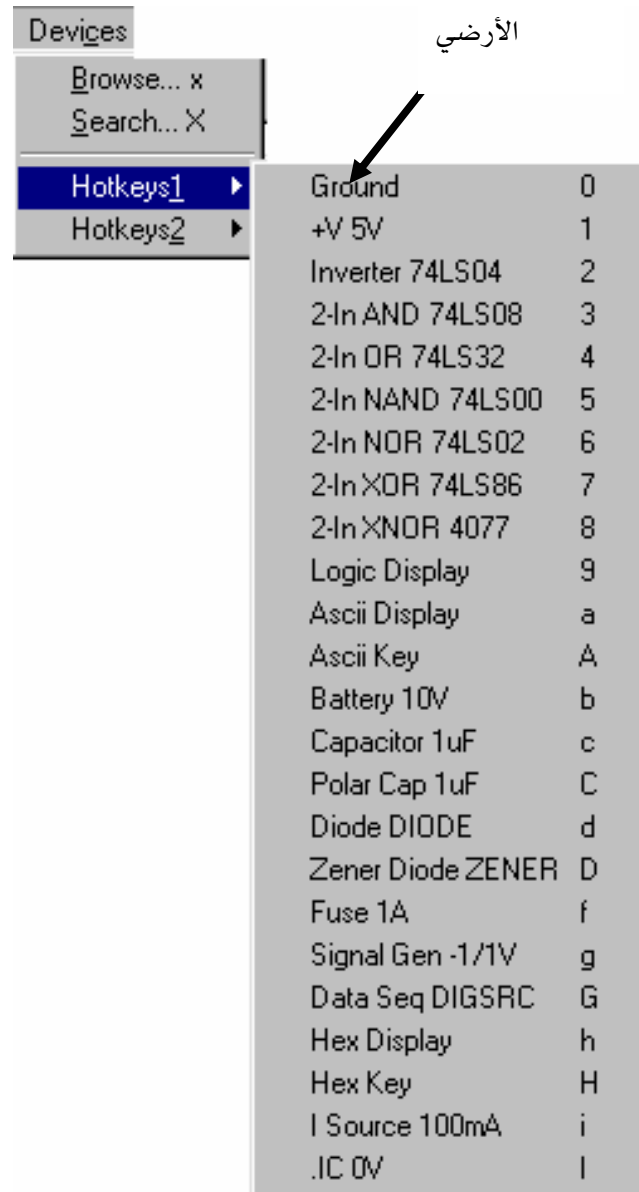 Devices
الأرضي
Browse... x
Search... X
Hotkeys1
Hotkeys2
Ground 0
+V 5V 1
Inverter 74LS04 2
2-In AND 74LS08 3
2-In OR 74LS32 4
2-In NAND 74LS00 5
2-In NOR 74LS02 6
2-In XOR 74LS86 7
2-In XNOR 4077 8
Logic Display 9
Ascii Display a
Ascii Key A
Battery 10V b
Capacitor 1uF c
Polar Cap 1uF C
Diode DIODE d
Zener Diode ZENER D
Fuse 1A f
Signal Gen -1/1V g
Data Seq DIGSRC G
Hex Display h
Hex Key H
I Source 100mA i
.IC 0V I